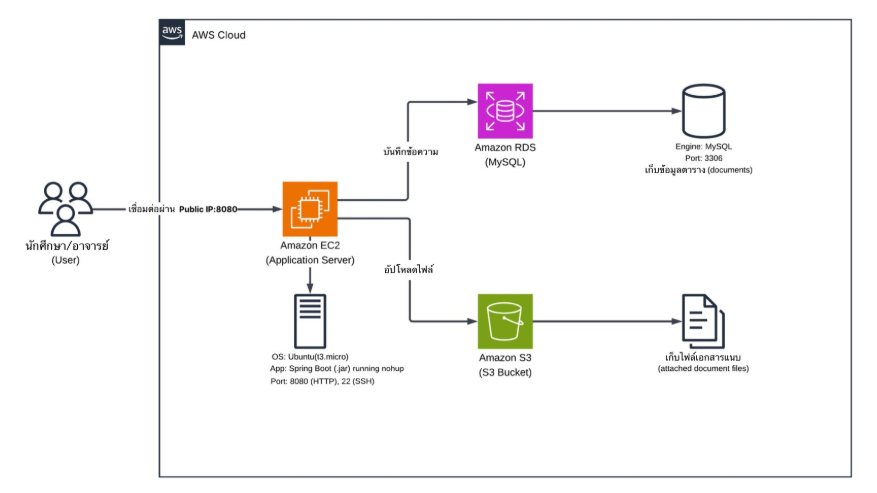 aws
AWS Cloud
บันทึกข้อความ
Amazon RDS
(MySQL)
Engine: MySQL
Port: 3306
เก็บข้อมูลตาราง (documents)
เชื่อมต่อผ่าน Public IP:8080
นักศึกษา/อาจารย์
(User)
Amazon EC2
(Application Server)
อัปโหลดไฟล์
OS: Ubuntu(t3.micro)
App: Spring Boot (.jar) running nohup
Port: 8080 (HTTP), 22 (SSH)
Amazon S3
(S3 Bucket)
เก็บไฟล์เอกสารแนบ
(attached document files)